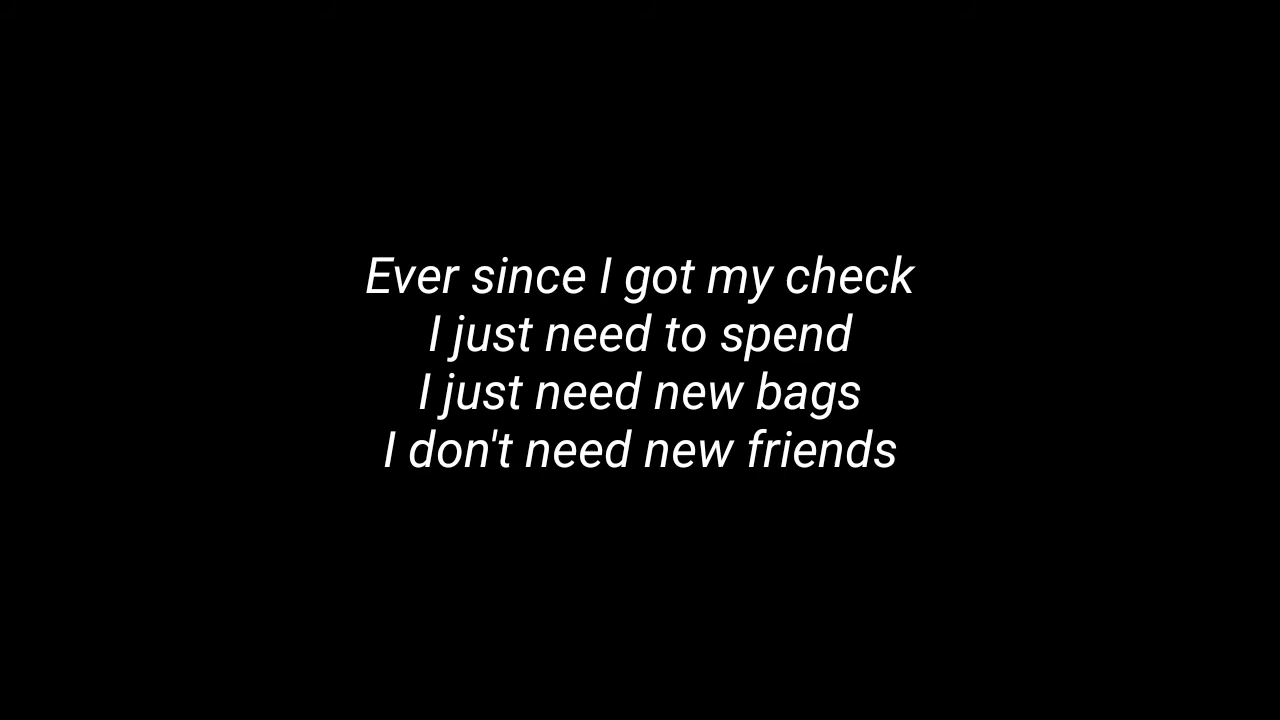 Ever since I got my check
I just need to spend
I just need new bags
I don't need new friends